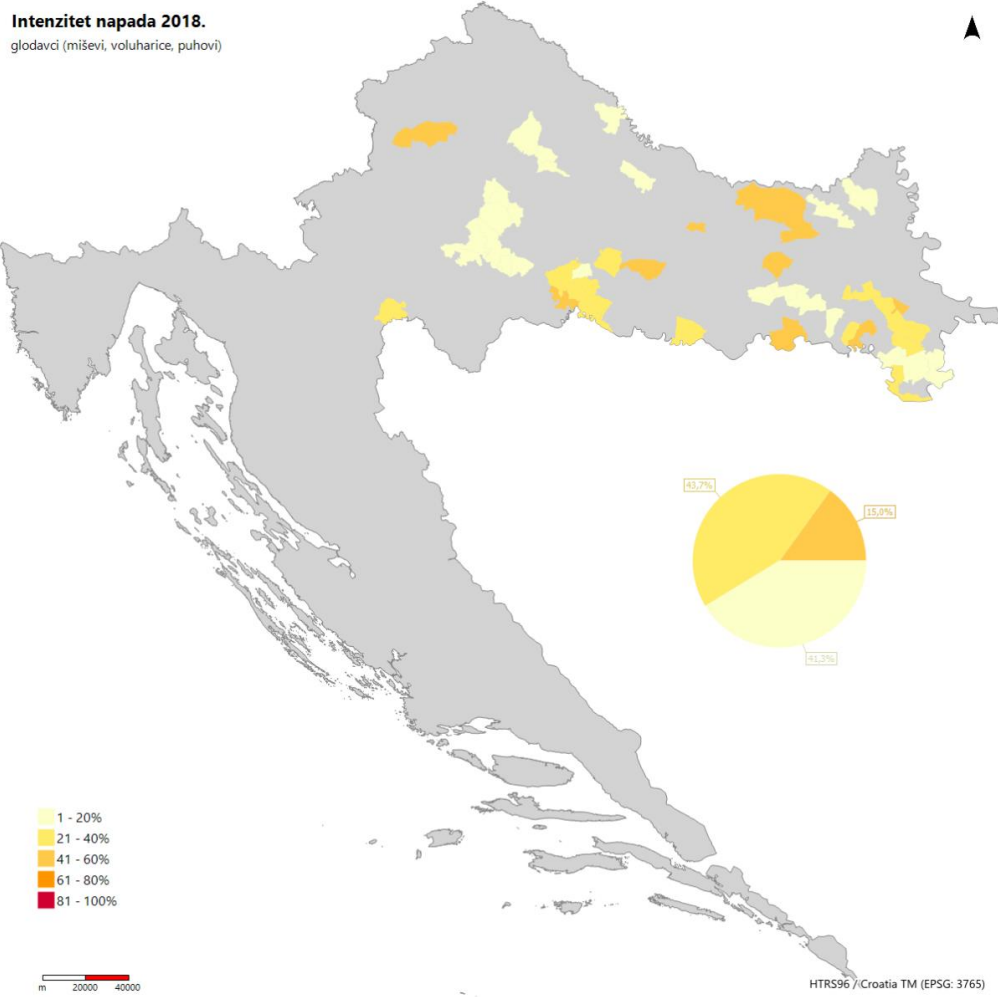 Intenzitet napada 2018.
glodavci (miševi, voluharice, puhovi)
43,7%
15,0%
41,3%
1 - 20%
21 - 40%
41 - 60%
61 - 80%
81 - 100%
m 20000 40000
HTRS96 / Croatia TM (EPSG: 3765)